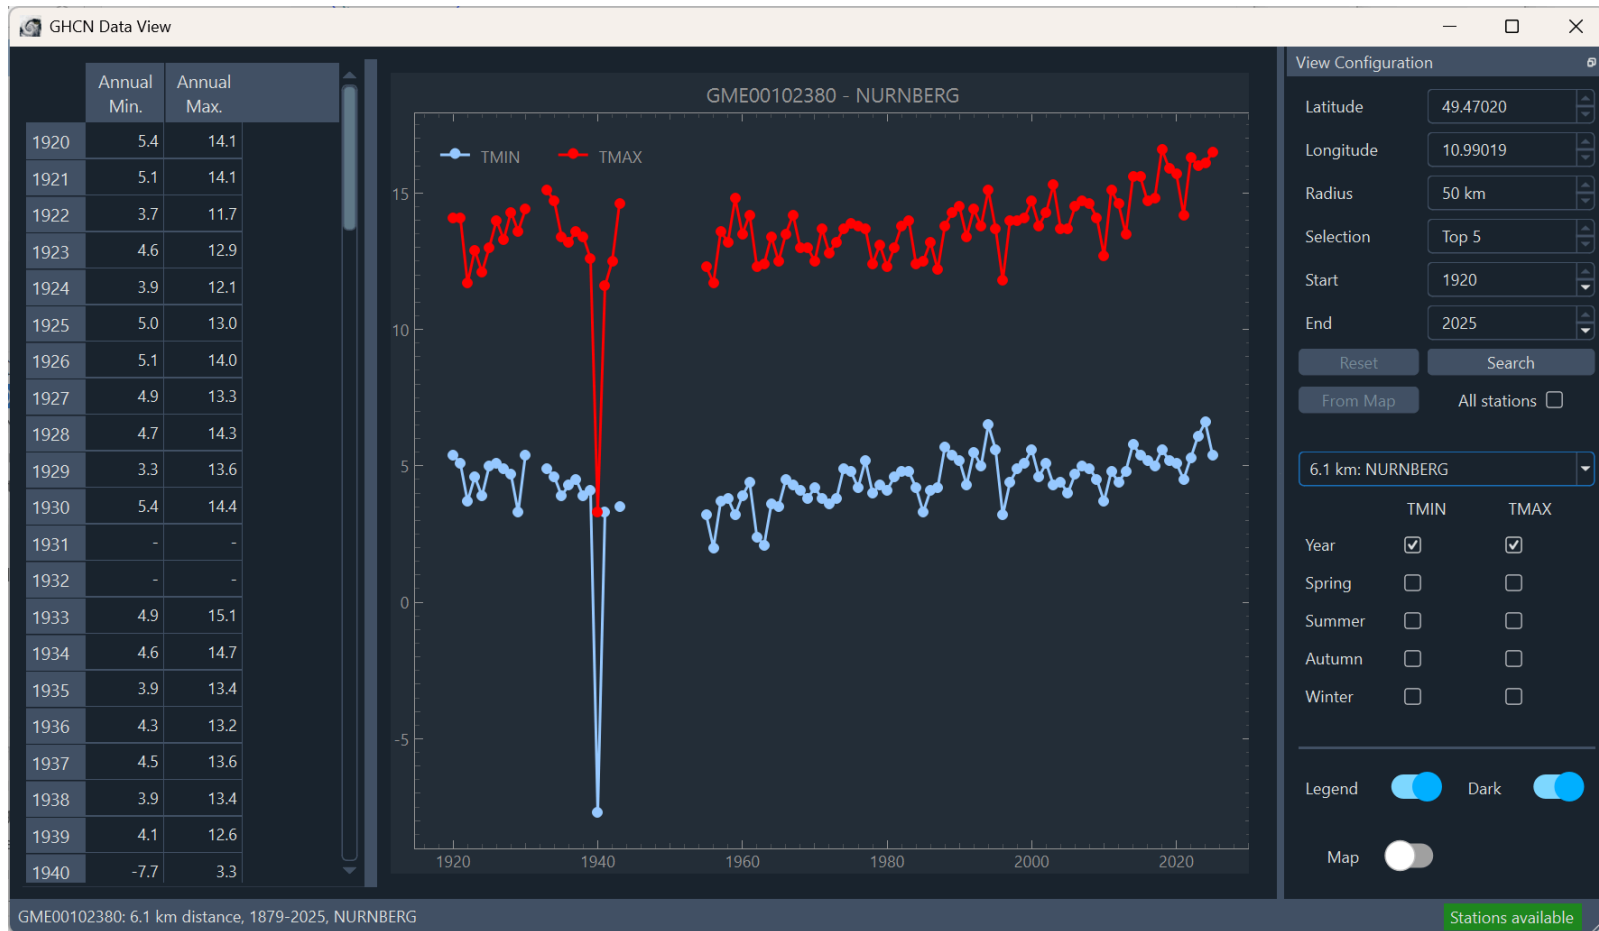 GHCN Data View
Annual Min. Annual Max.
1920 5.4 14.1
1921 5.1 14.1
1922 3.7 11.7
1923 4.6 12.9
1924 3.9 12.1
1925 5.0 13.0
1926 5.1 14.0
1927 4.9 13.3
1928 4.7 14.3
1929 3.3 13.6
1930 5.4 14.4
1931 - -
1932 - -
1933 4.9 15.1
1934 4.6 14.7
1935 3.9 13.4
1936 4.3 13.2
1937 4.5 13.6
1938 3.9 13.4
1939 4.1 12.6
1940 -7.7 3.3
GME00102380 - NURNBERG
TMIN TMAX
15
10
5
0
-5
1920 1940 1960 1980 2000 2020
View Configuration
Latitude 49.47020
Longitude 10.99019
Radius 50 km
Selection Top 5
Start 1920
End 2025
Reset Search
From Map All stations
6.1 km: NURNBERG
TMIN TMAX
Year
Spring
Summer
Autumn
Winter
Legend Dark
Map
GME00102380: 6.1 km distance, 1879-2025, NURNBERG
Stations available